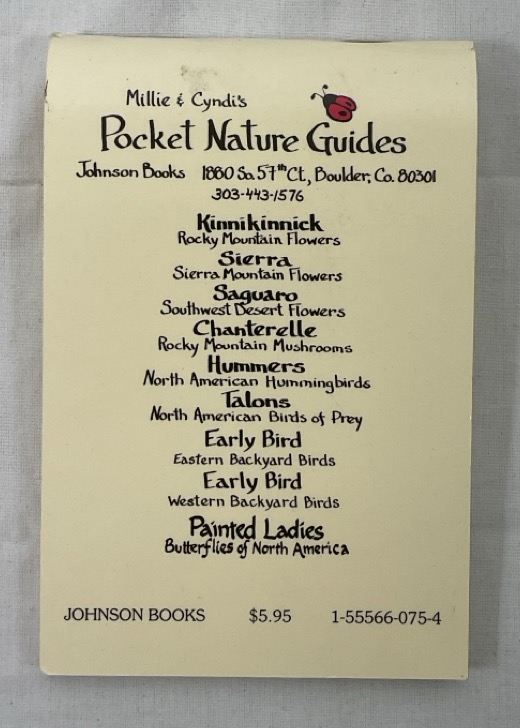 Millie & Cyndi's
Pocket Nature Guides
Johnson Books 1880 So. 57th Ct., Boulder, Co. 80301
303-443-1576
Kinnikinnick
Rocky Mountain Flowers
Sierra
Sierra Mountain Flowers
Saguaro
Southwest Desert Flowers
Chanterelle
Rocky Mountain Mushrooms
Hummers
North American Hummingbirds
Talons
North American Birds of Prey
Early Bird
Eastern Backyard Birds
Early Bird
Western Backyard Birds
Painted Ladies
Butterflies of North America
JOHNSON BOOKS $5.95 1-55566-075-4